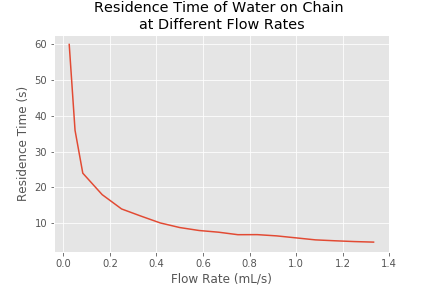 Residence Time of Water on Chain
at Different Flow Rates
60
50
40
30
20
10
Residence Time (s)
0.0 0.2 0.4 0.6 0.8 1.0 1.2 1.4
Flow Rate (mL/s)